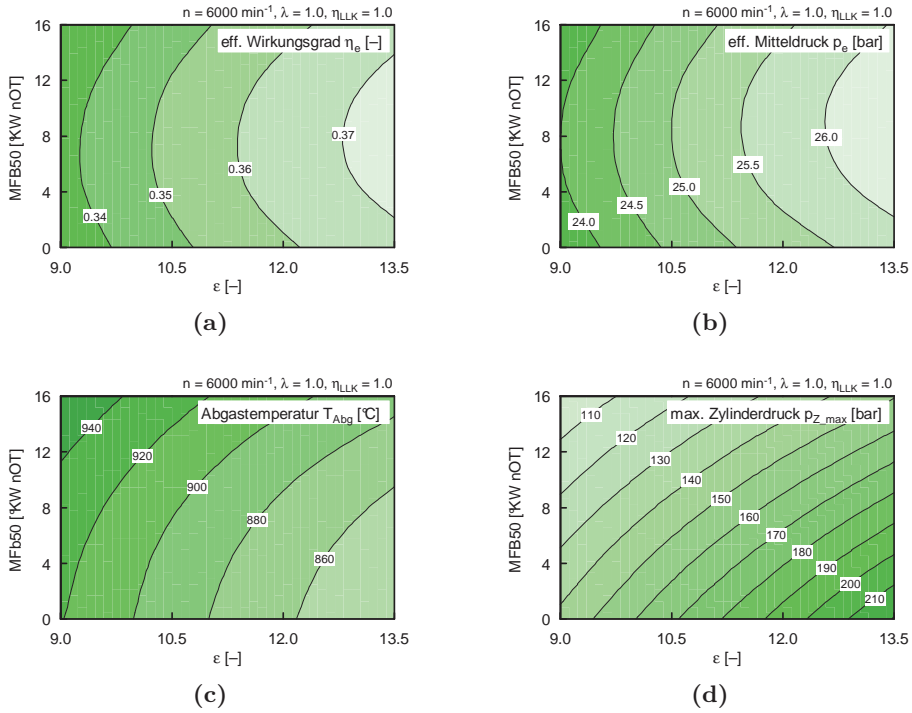 n = 6000 min⁻¹, λ = 1.0, η_LLK = 1.0
eff. Wirkungsgrad η_e [–]
MFB50 [°KW nOT]
16
12
8
4
0
0.37
0.36
0.35
0.34
9.0 10.5 12.0 13.5
ε [–]
(a)
n = 6000 min⁻¹, λ = 1.0, η_LLK = 1.0
eff. Mitteldruck p_e [bar]
MFB50 [°KW nOT]
16
12
8
4
0
26.0
25.5
25.0
24.5
24.0
9.0 10.5 12.0 13.5
ε [–]
(b)
n = 6000 min⁻¹, λ = 1.0, η_LLK = 1.0
Abgastemperatur T_Abg [°C]
MFb50 [°KW nOT]
16
12
8
4
0
940
920
900
880
860
9.0 10.5 12.0 13.5
ε [–]
(c)
n = 6000 min⁻¹, λ = 1.0, η_LLK = 1.0
max. Zylinderdruck p_Z_max [bar]
MFB50 [°KW nOT]
16
12
8
4
0
110
120
130
140
150
160
170
180
190
200
210
9.0 10.5 12.0 13.5
ε [–]
(d)